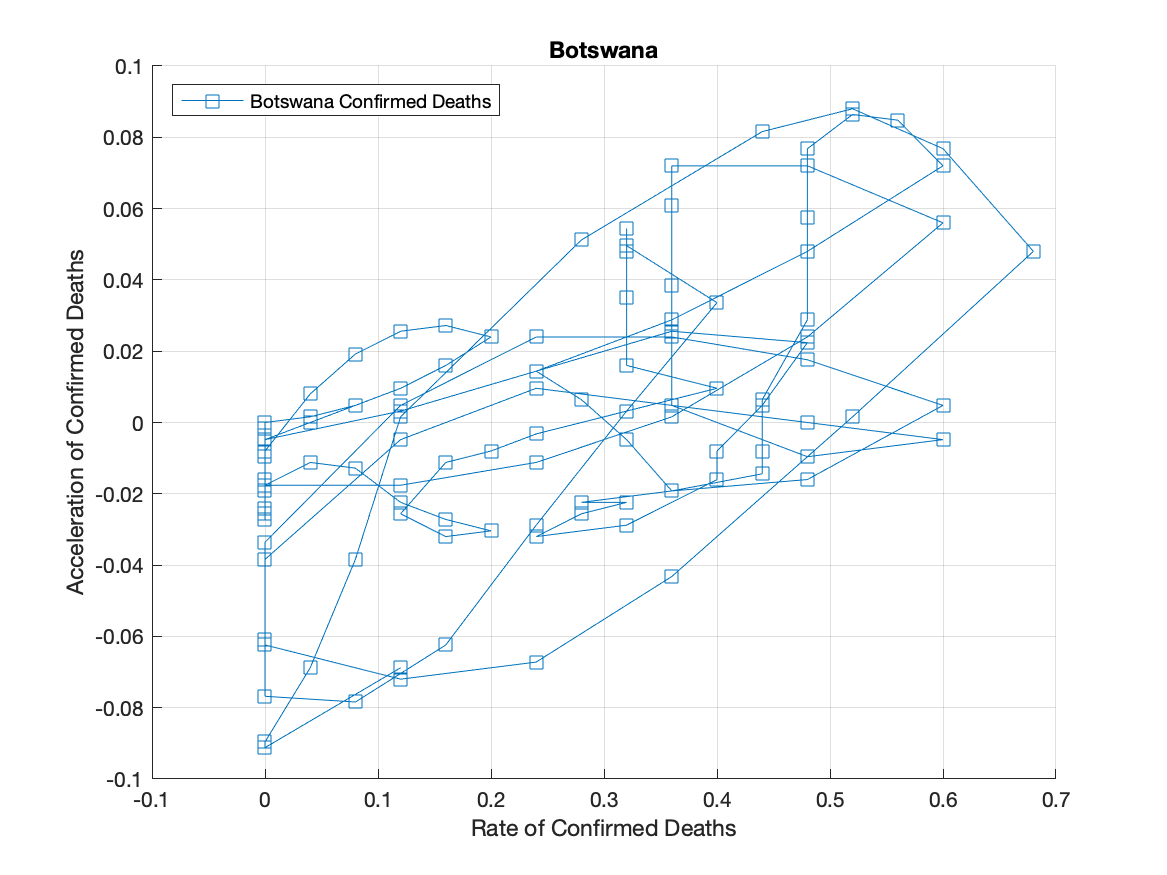 Botswana
Botswana Confirmed Deaths
0.1
0.08
0.06
0.04
0.02
0
-0.02
-0.04
-0.06
-0.08
-0.1
Acceleration of Confirmed Deaths
-0.1 0 0.1 0.2 0.3 0.4 0.5 0.6 0.7
Rate of Confirmed Deaths